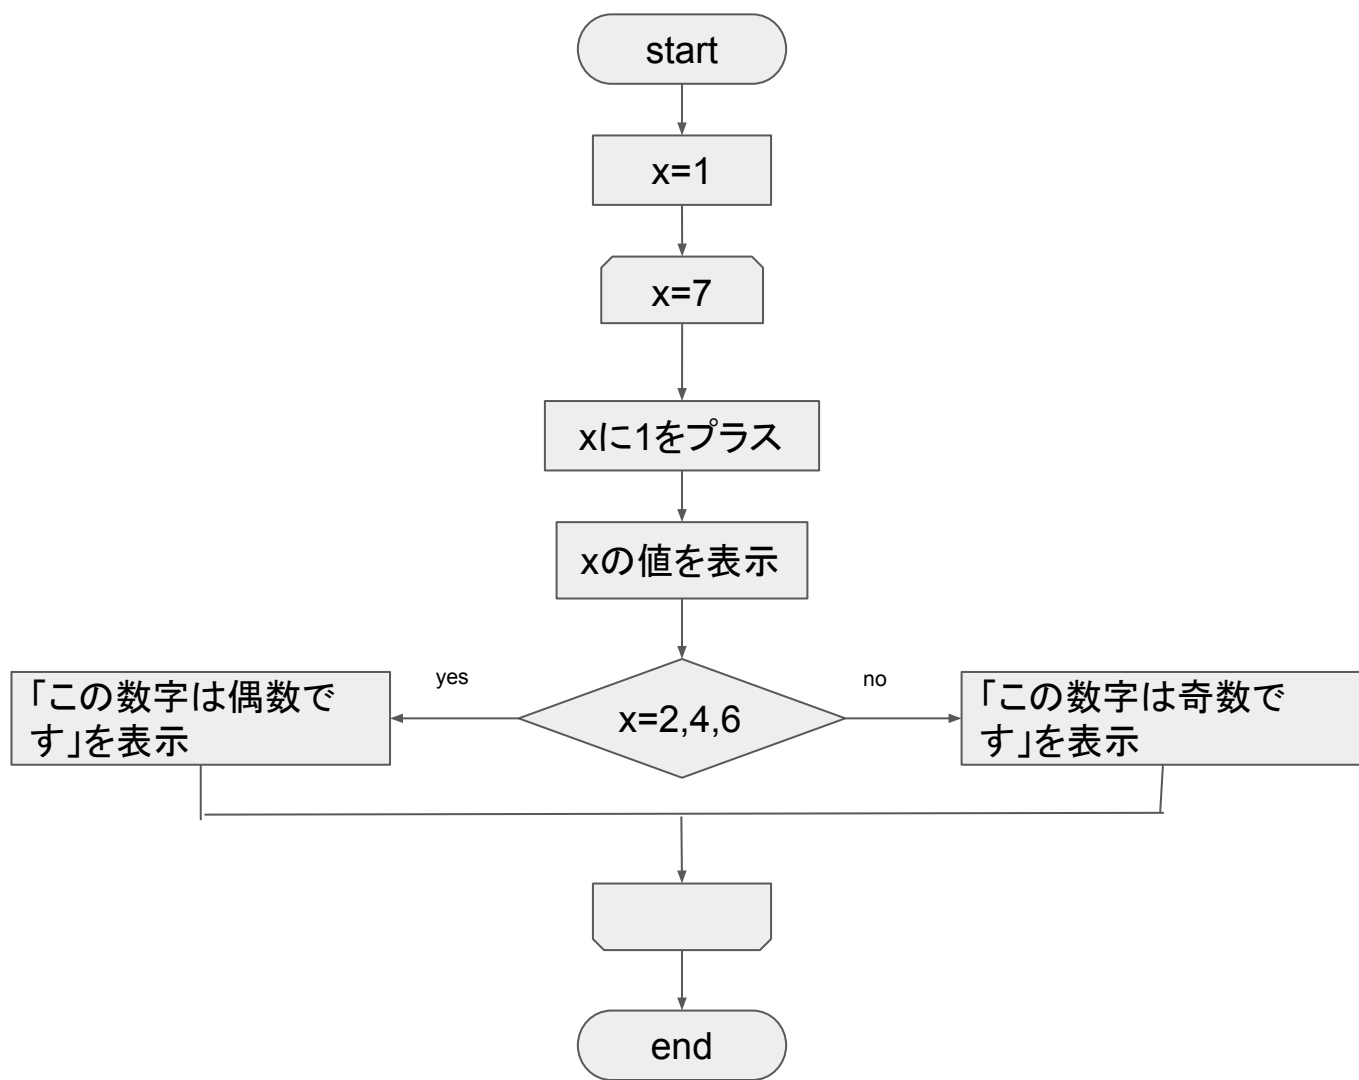 start
x=1
x=7
xに1をプラス
xの値を表示
yes
no
「この数字は偶数で
す」を表示
x=2,4,6
「この数字は奇数で
す」を表示
end